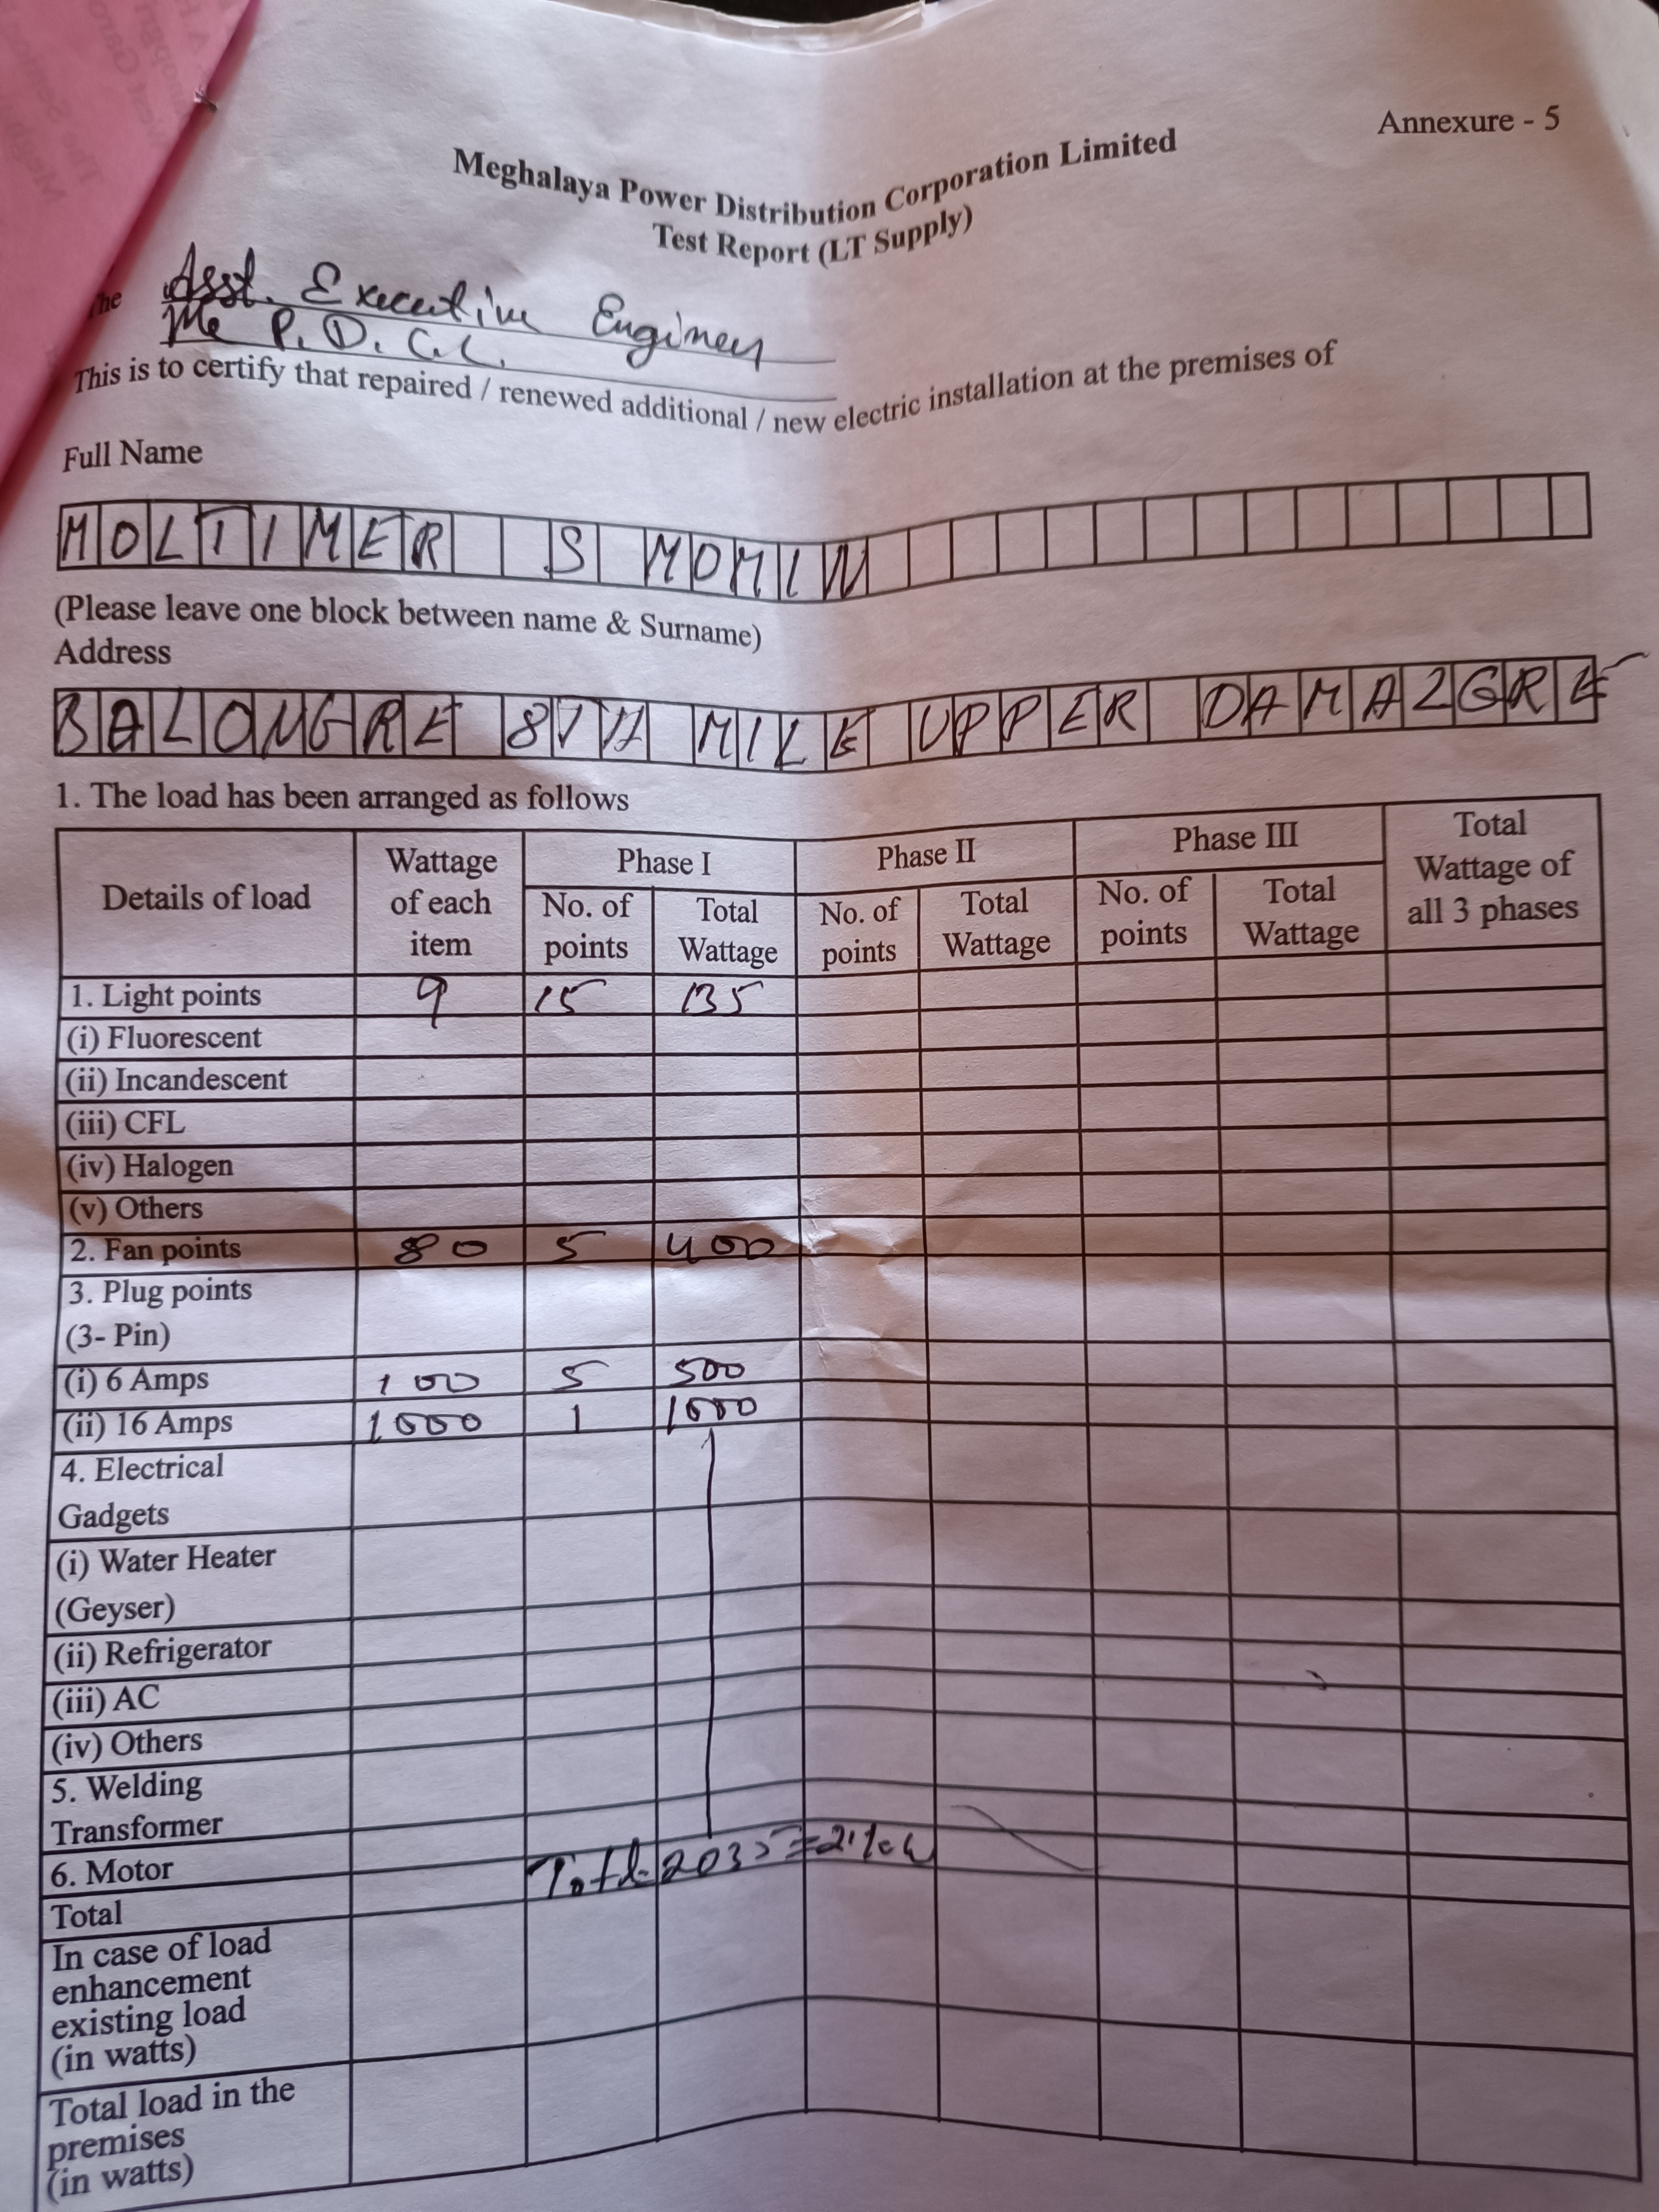 Annexure - 5
Meghalaya Power Distribution Corporation Limited
Test Report (LT Supply)
The Asst. Executive Engineer
Me P. D. C. L.
This is to certify that repaired / renewed additional / new electric installation at the premises of
Full Name
MOLTIMER S MOMIN
(Please leave one block between name & Surname)
Address
BALONGRE 8TH MILE UPPER DAMALGRE
1. The load has been arranged as follows
Details of load Wattage of each item Phase I Phase II Phase III Total Wattage of all 3 phases
No. of points Total Wattage No. of points Total Wattage No. of points Total Wattage
1. Light points 9 15 135
(i) Fluorescent
(ii) Incandescent
(iii) CFL
(iv) Halogen
(v) Others
2. Fan points 80 5 400
3. Plug points
(3- Pin)
(i) 6 Amps 100 5 500
(ii) 16 Amps 1000 1 1000
4. Electrical
Gadgets
(i) Water Heater
(Geyser)
(ii) Refrigerator
(iii) AC
(iv) Others
5. Welding
Transformer
6. Motor Total 2035 = 2 kw
Total
In case of load
enhancement
existing load
(in watts)
Total load in the
premises
(in watts)